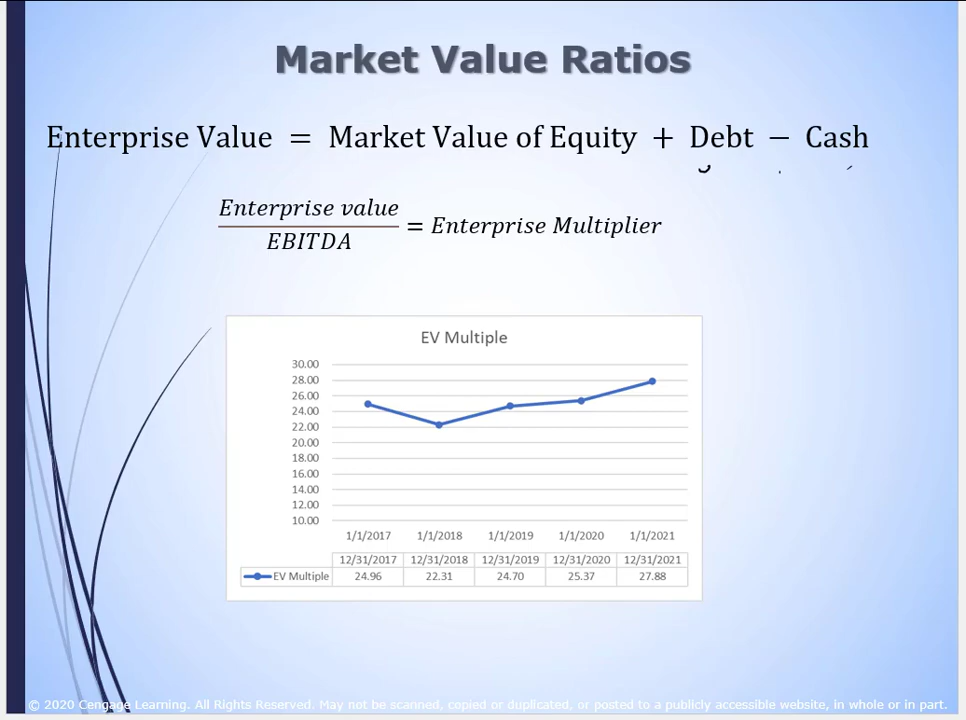 Market Value Ratios
Enterprise Value = Market Value of Equity + Debt − Cash
Enterprise value
EBITDA
= Enterprise Multiplier
EV Multiple
30.00
28.00
26.00
24.00
22.00
20.00
18.00
16.00
14.00
12.00
10.00
1/1/2017 1/1/2018 1/1/2019 1/1/2020 1/1/2021
12/31/2017 12/31/2018 12/31/2019 12/31/2020 12/31/2021
EV Multiple 24.96 22.31 24.70 25.37 27.88
© 2020 Cengage Learning. All Rights Reserved. May not be scanned, copied or duplicated, or posted to a publicly accessible website, in whole or in part.